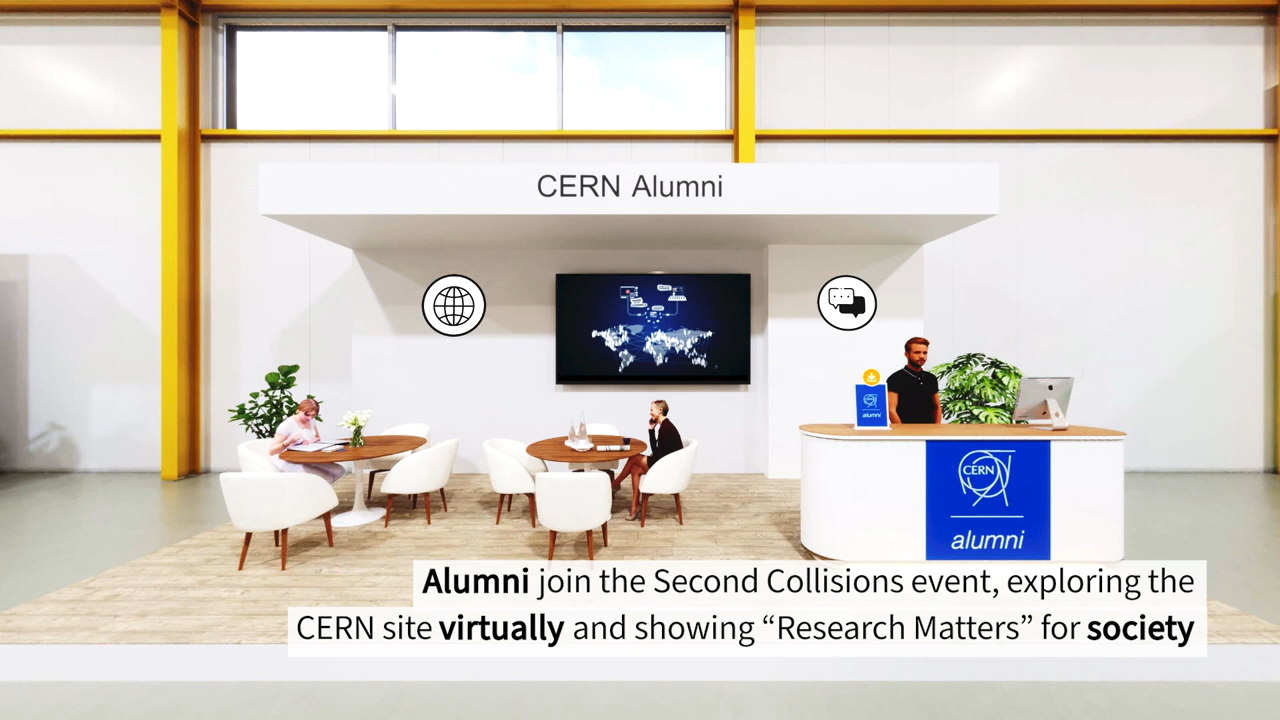 CERN Alumni
alumni
CERN
alumni
Alumni join the Second Collisions event, exploring the
CERN site virtually and showing “Research Matters” for society